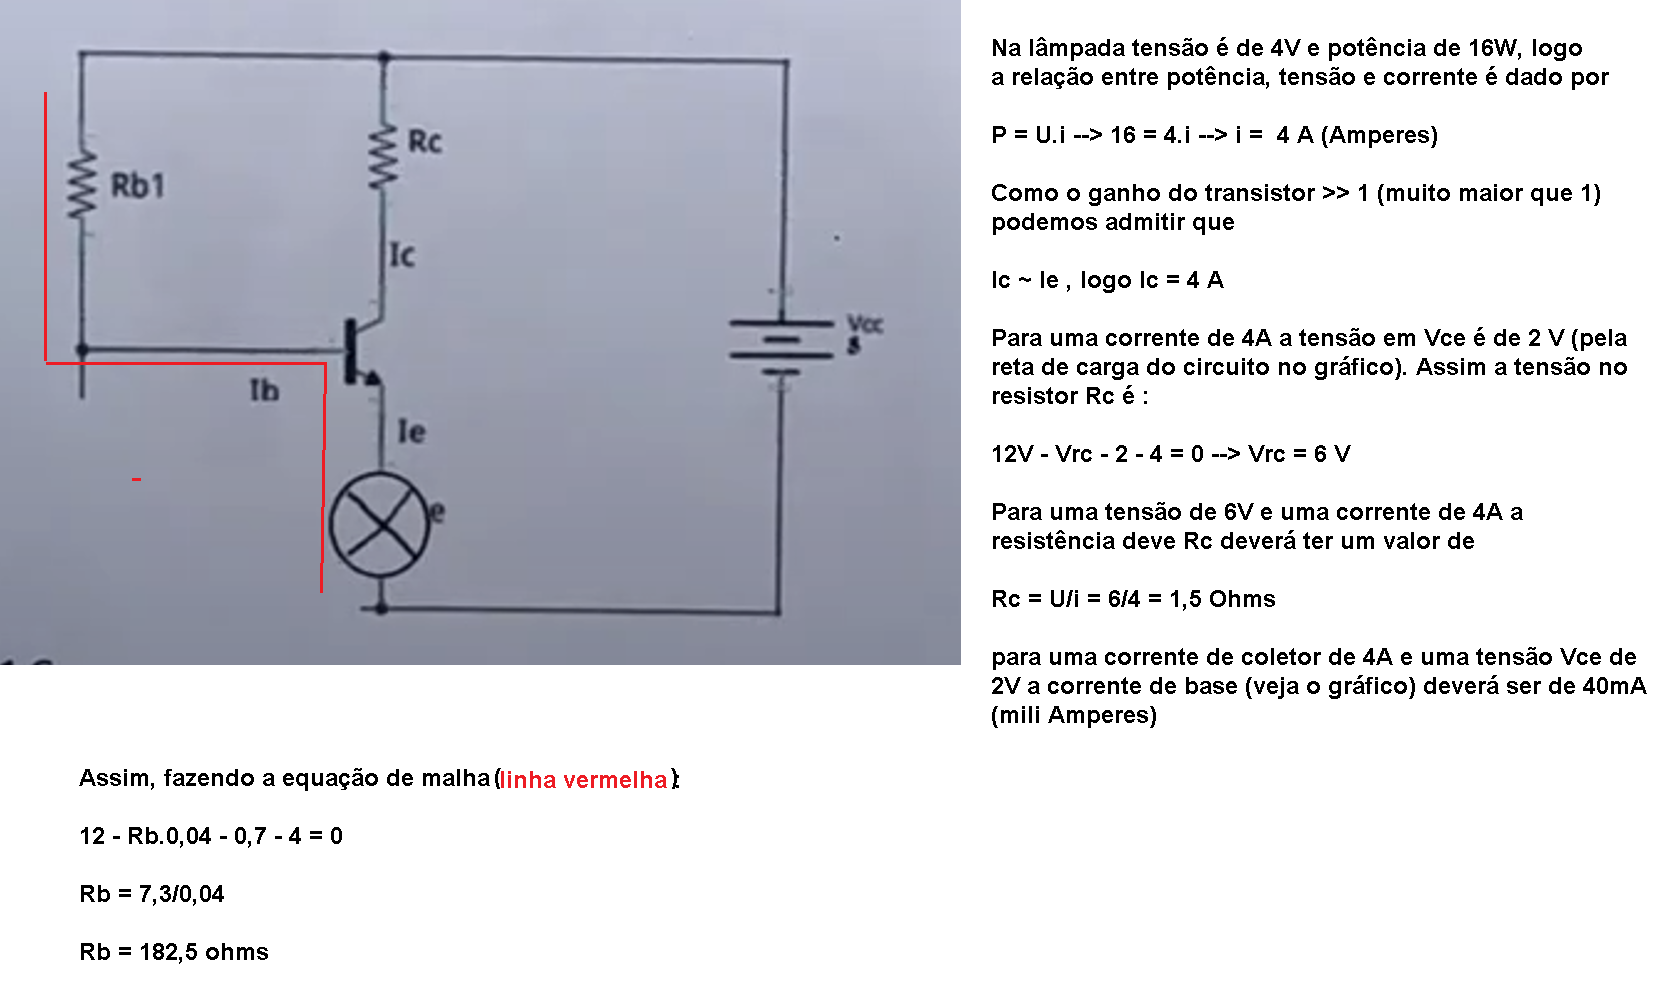 Rb1
Rc
Ic
Ib
Ie
e
Vcc
Na lâmpada tensão é de 4V e potência de 16W, logo
a relação entre potência, tensão e corrente é dado por
P = U.i --> 16 = 4.i --> i =  4 A (Amperes)
Como o ganho do transistor >> 1 (muito maior que 1)
podemos admitir que
Ic ~ Ie , logo Ic = 4 A
Para uma corrente de 4A a tensão em Vce é de 2 V (pela
reta de carga do circuito no gráfico). Assim a tensão no
resistor Rc é :
12V - Vrc - 2 - 4 = 0 --> Vrc = 6 V
Para uma tensão de 6V e uma corrente de 4A a
resistência deve Rc deverá ter um valor de
Rc = U/i = 6/4 = 1,5 Ohms
para uma corrente de coletor de 4A e uma tensão Vce de
2V a corrente de base (veja o gráfico) deverá ser de 40mA
(mili Amperes)
Assim, fazendo a equação de malha (linha vermelha):
12 - Rb.0,04 - 0,7 - 4 = 0
Rb = 7,3/0,04
Rb = 182,5 ohms